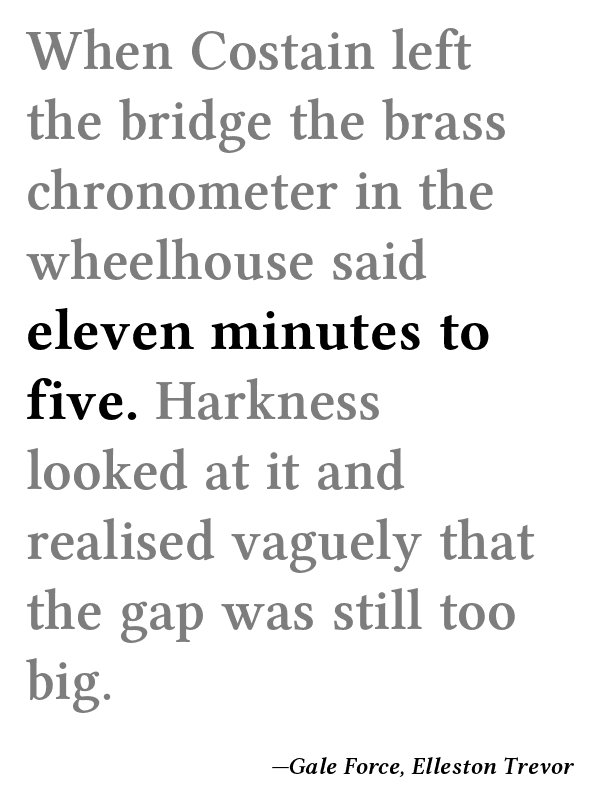 When Costain left
the bridge the brass
chronometer in the
wheelhouse said
eleven minutes to
five. Harkness
looked at it and
realised vaguely that
the gap was still too
big.
—Gale Force, Elleston Trevor